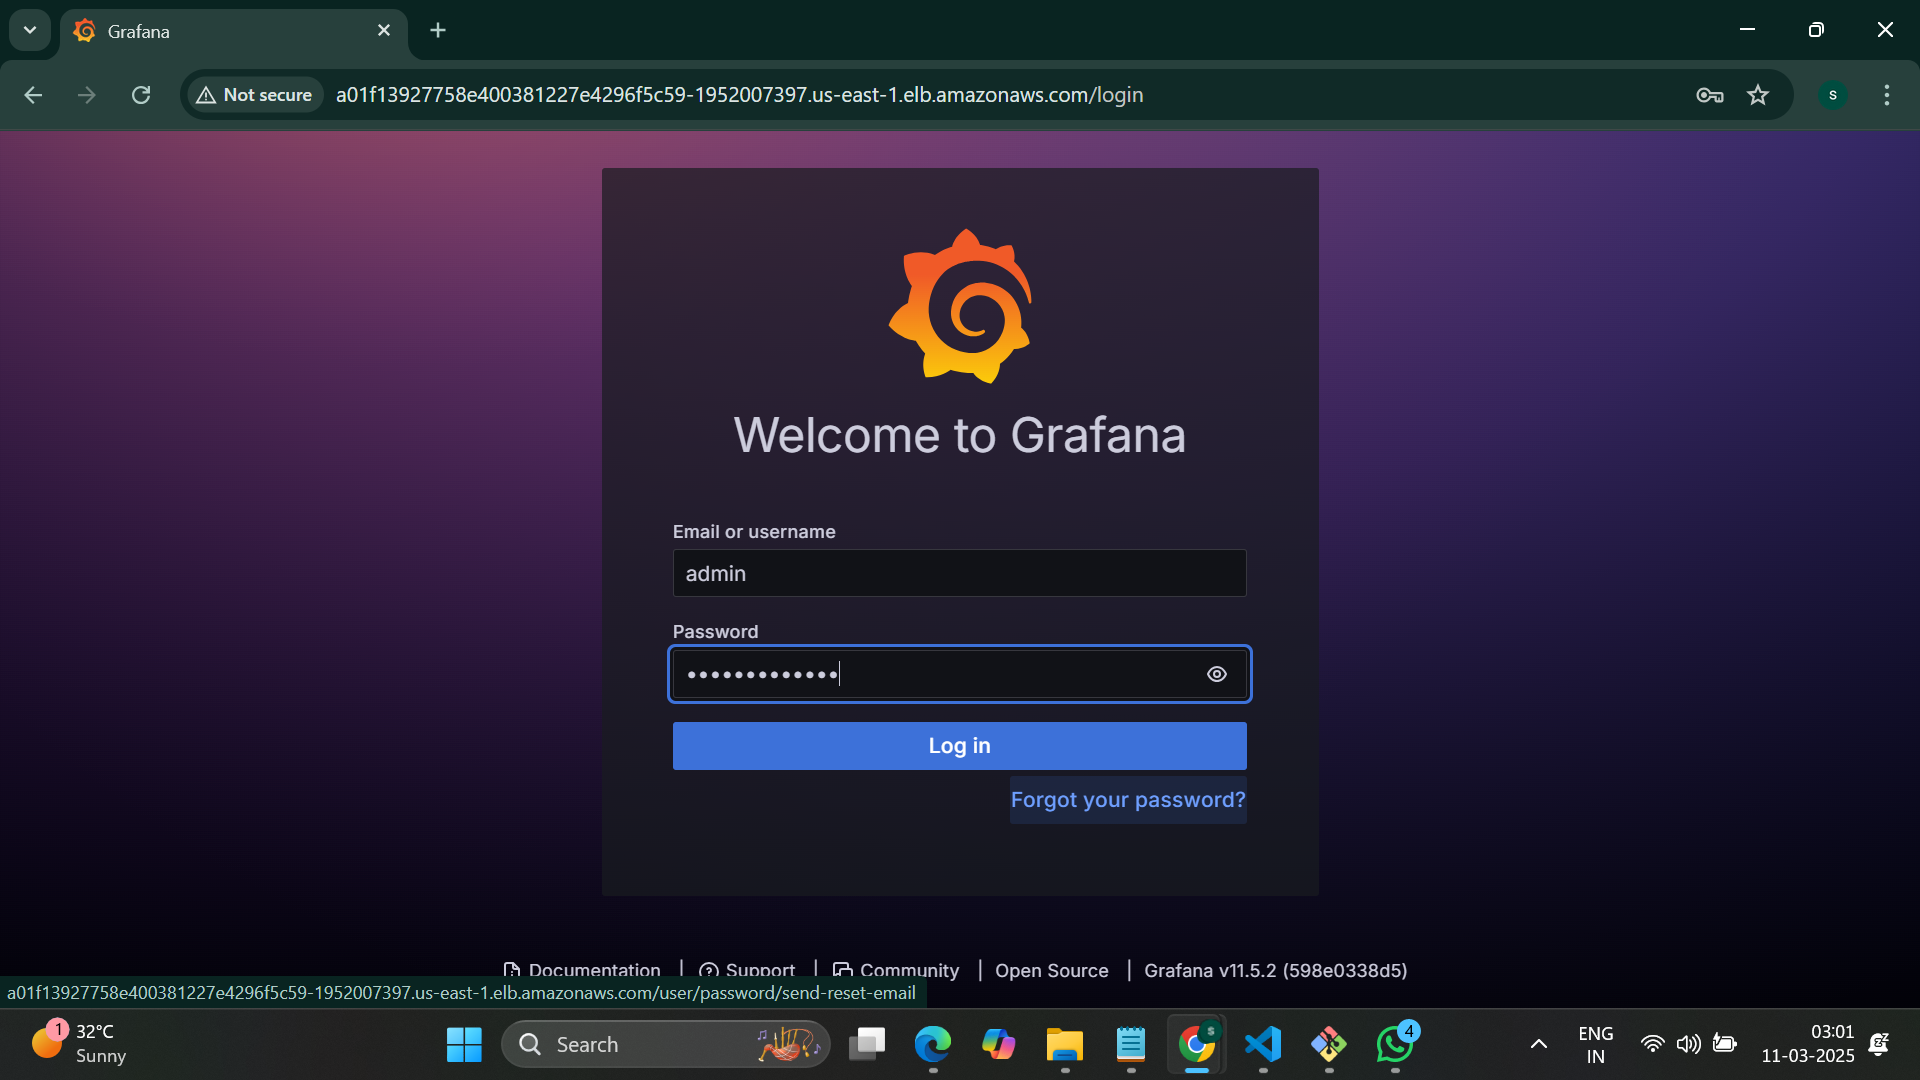 Grafana
Not secure
a01f13927758e400381227e4296f5c59-1952007397.us-east-1.elb.amazonaws.com/login
s
Welcome to Grafana
Email or username
admin
Password
•••••••••••••
Log in
Forgot your password?
Documentation | Support | Community | Open Source | Grafana v11.5.2 (598e0338d5)
a01f13927758e400381227e4296f5c59-1952007397.us-east-1.elb.amazonaws.com/user/password/send-reset-email
1
32°C
Sunny
Search
$
4
ENG
IN
03:01
11-03-2025